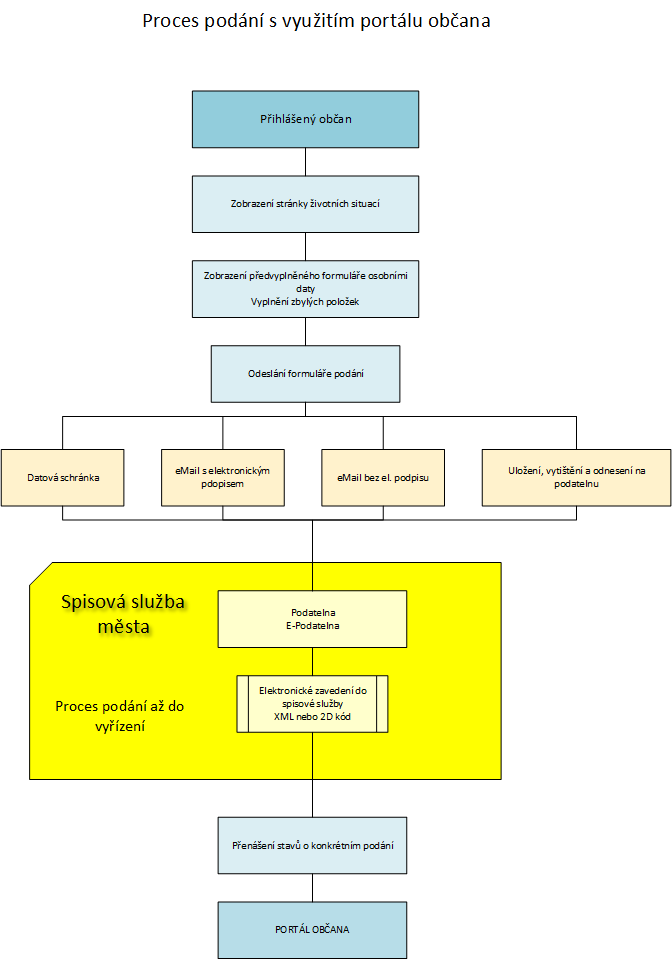 Proces podání s využitím portálu občana
Přihlášený občan
Zobrazení stránky životních situací
Zobrazení předvyplněného formuláře osobními
daty
Vyplnění zbylých položek
Odeslání formuláře podání
Datová schránka
eMail s elektronickým
pdopisem
eMail bez el. podpisu
Uložení, vytištění a odnesení na
podatelnu
Spisová služba
města
Podatelna
E-Podatelna
Proces podání až do
vyřízení
Elektronické zavedení do
spisové služby
XML nebo 2D kód
Přenášení stavů o konkrétním podání
PORTÁL OBČANA